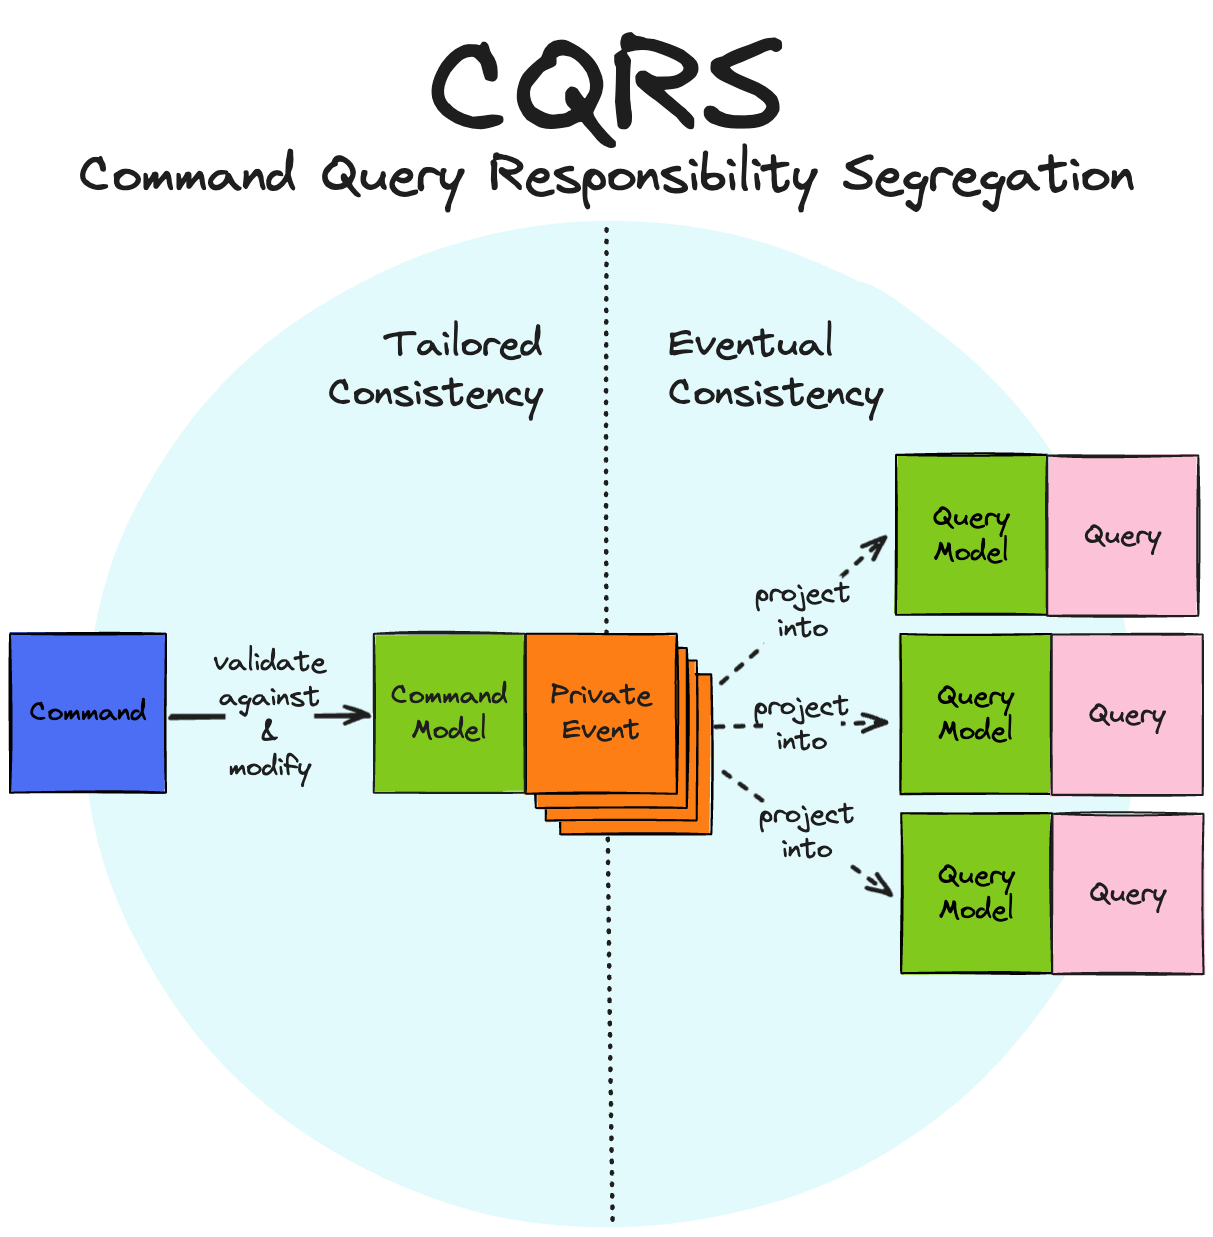 CQRS
Command Query Responsibility Segregation
Tailored
Consistency
Eventual
Consistency
Command
validate
against
&
modify
Command
Model
Private
Event
project
into
project
into
project
into
Query
Model
Query
Query
Model
Query
Query
Model
Query